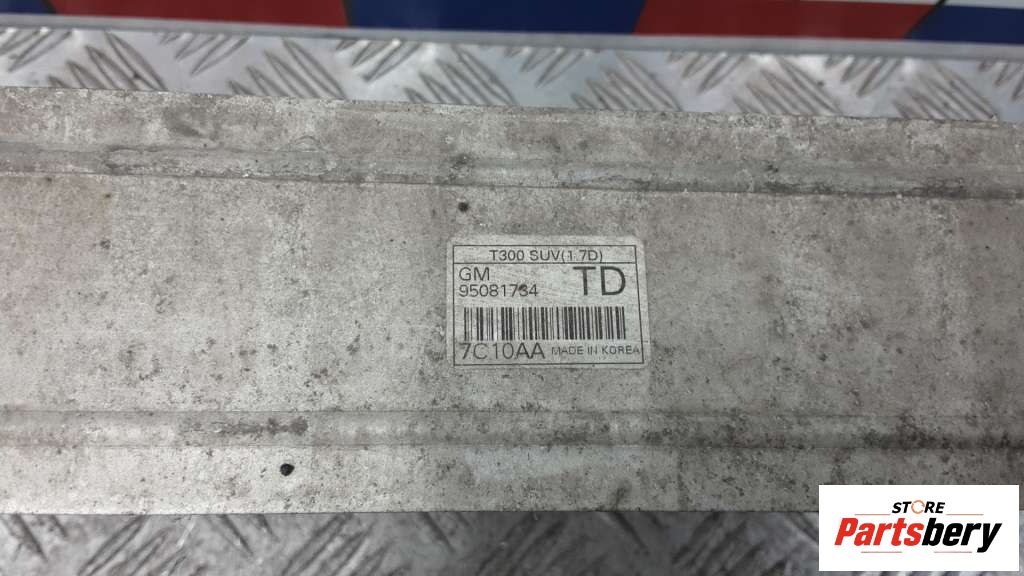 T300 SUV(1.7D)
GM
TD
95081734
7C10AA MADE IN KOREA
STORE
Partsbery